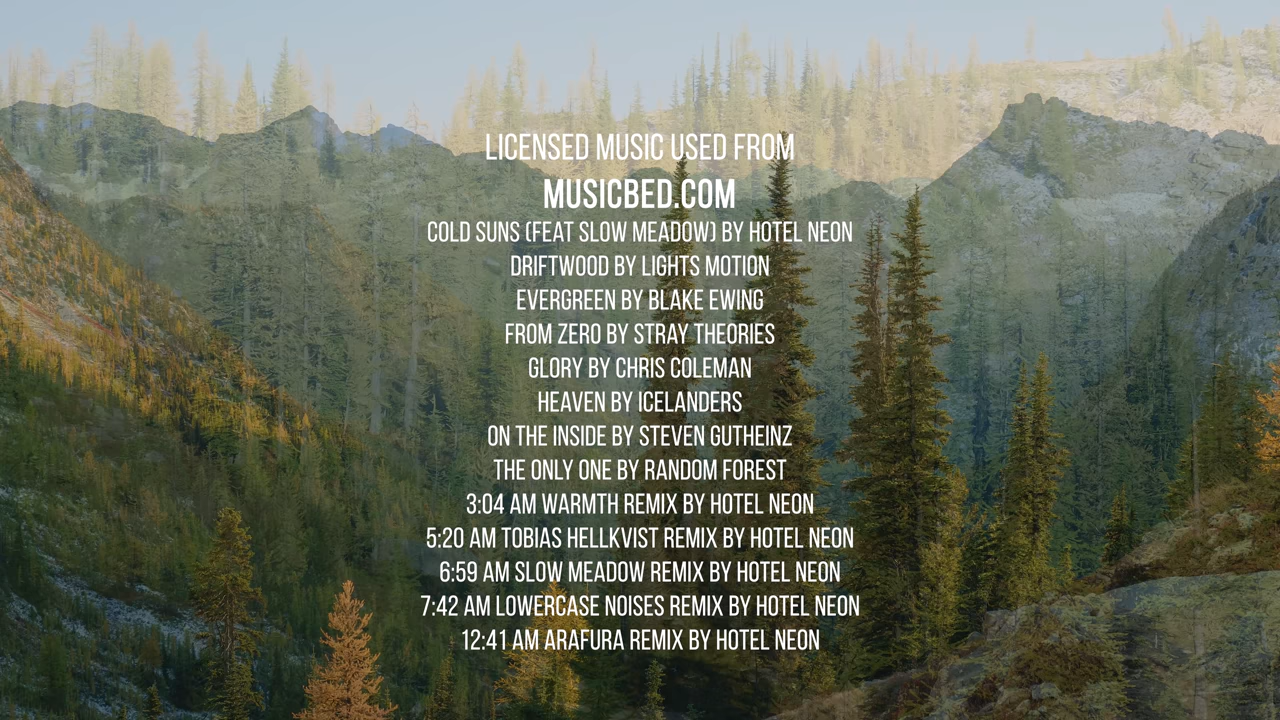 LICENSED MUSIC USED FROM
MUSICBED.COM
COLD SUNS (FEAT SLOW MEADOW) BY HOTEL NEON
DRIFTWOOD BY LIGHTS MOTION
EVERGREEN BY BLAKE EWING
FROM ZERO BY STRAY THEORIES
GLORY BY CHRIS COLEMAN
HEAVEN BY ICELANDERS
ON THE INSIDE BY STEVEN GUTHEINZ
THE ONLY ONE BY RANDOM FOREST
3:04 AM WARMTH REMIX BY HOTEL NEON
5:20 AM TOBIAS HELLKVIST REMIX BY HOTEL NEON
6:59 AM SLOW MEADOW REMIX BY HOTEL NEON
7:42 AM LOWERCASE NOISES REMIX BY HOTEL NEON
12:41 AM ARAFURA REMIX BY HOTEL NEON